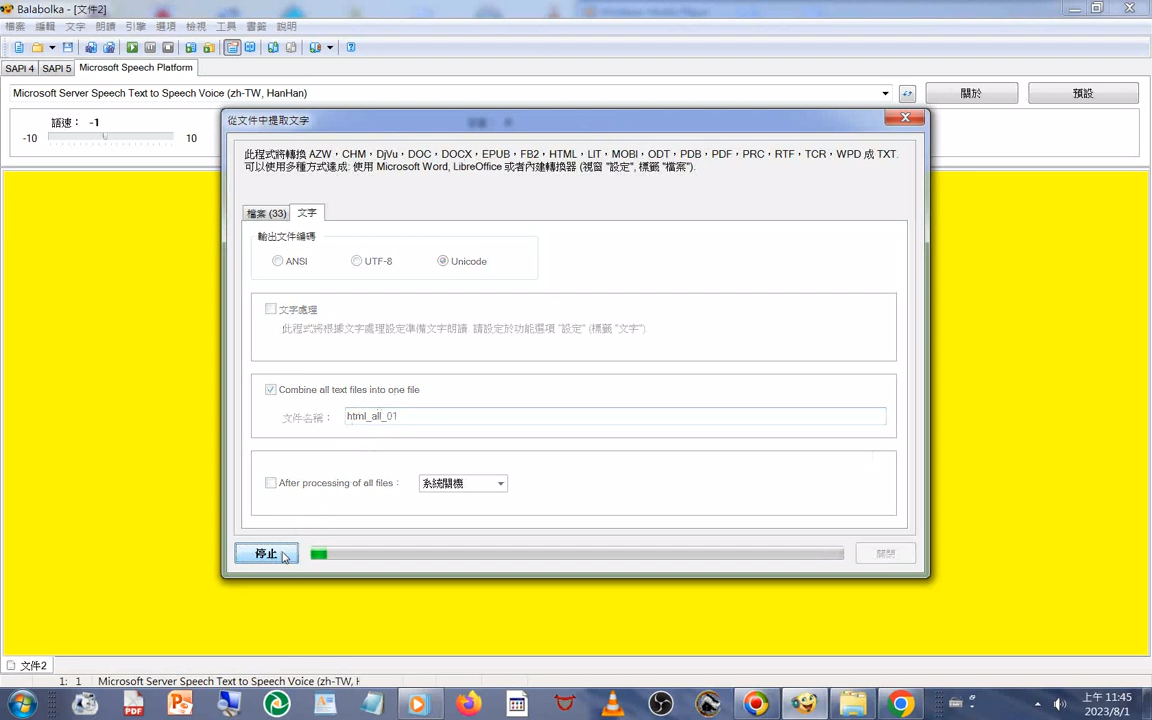 Balabolka - [文件2]
檔案 編輯 文字 朗讀 引擎 選項 檢視 工具 書籤 說明
SAPI 4 SAPI 5 Microsoft Speech Platform
Microsoft Server Speech Text to Speech Voice (zh-TW, HanHan)
關於
預設
語速： -1
-10 10
從文件中提取文字
此程式將轉換 AZW，CHM，DjVu，DOC，DOCX，EPUB，FB2，HTML，LIT，MOBI，ODT，PDB，PDF，PRC，RTF，TCR，WPD 成 TXT.
可以使用多種方式達成: 使用 Microsoft Word, LibreOffice 或者內建轉換器 (視窗 "設定", 標籤 "檔案").
檔案 (33) 文字
輸出文件編碼
ANSI UTF-8 Unicode
文字處理
此程式將根據文字處理設定準備文字朗讀. 請設定於功能選項 "設定" (標籤 "文字")
Combine all text files into one file
文件名稱： html_all_01
After processing of all files： 系統關機
停止
關閉
文件2
1: 1 Microsoft Server Speech Text to Speech Voice (zh-TW, H
PDF
上午 11:45
2023/8/1